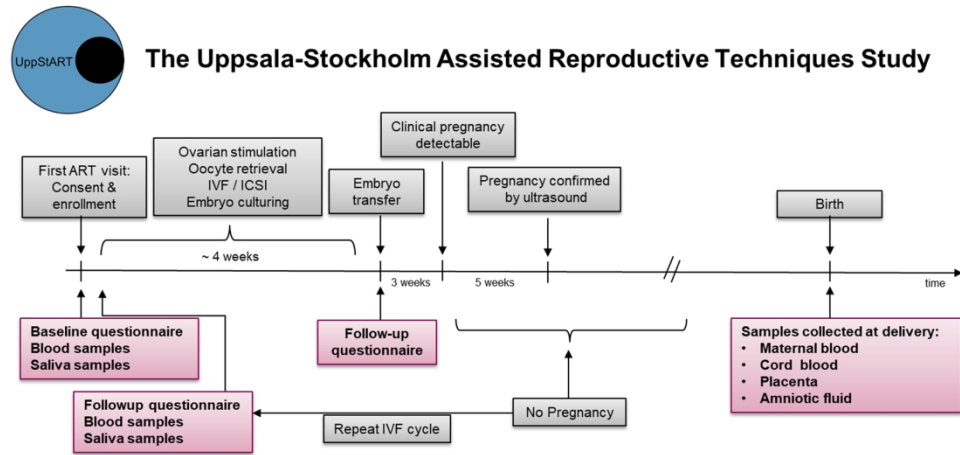 UppStART
The Uppsala-Stockholm Assisted Reproductive Techniques Study
Clinical pregnancy
detectable
First ART visit:
Consent &
enrollment
Ovarian stimulation
Oocyte retrieval
IVF / ICSI
Embryo culturing
Embryo
transfer
Pregnancy confirmed
by ultrasound
Birth
~ 4 weeks
3 weeks
5 weeks
time
Baseline questionnaire
Blood samples
Saliva samples
Follow-up
questionnaire
Samples collected at delivery:
• Maternal blood
• Cord blood
• Placenta
• Amniotic fluid
Followup questionnaire
Blood samples
Saliva samples
Repeat IVF cycle
No Pregnancy